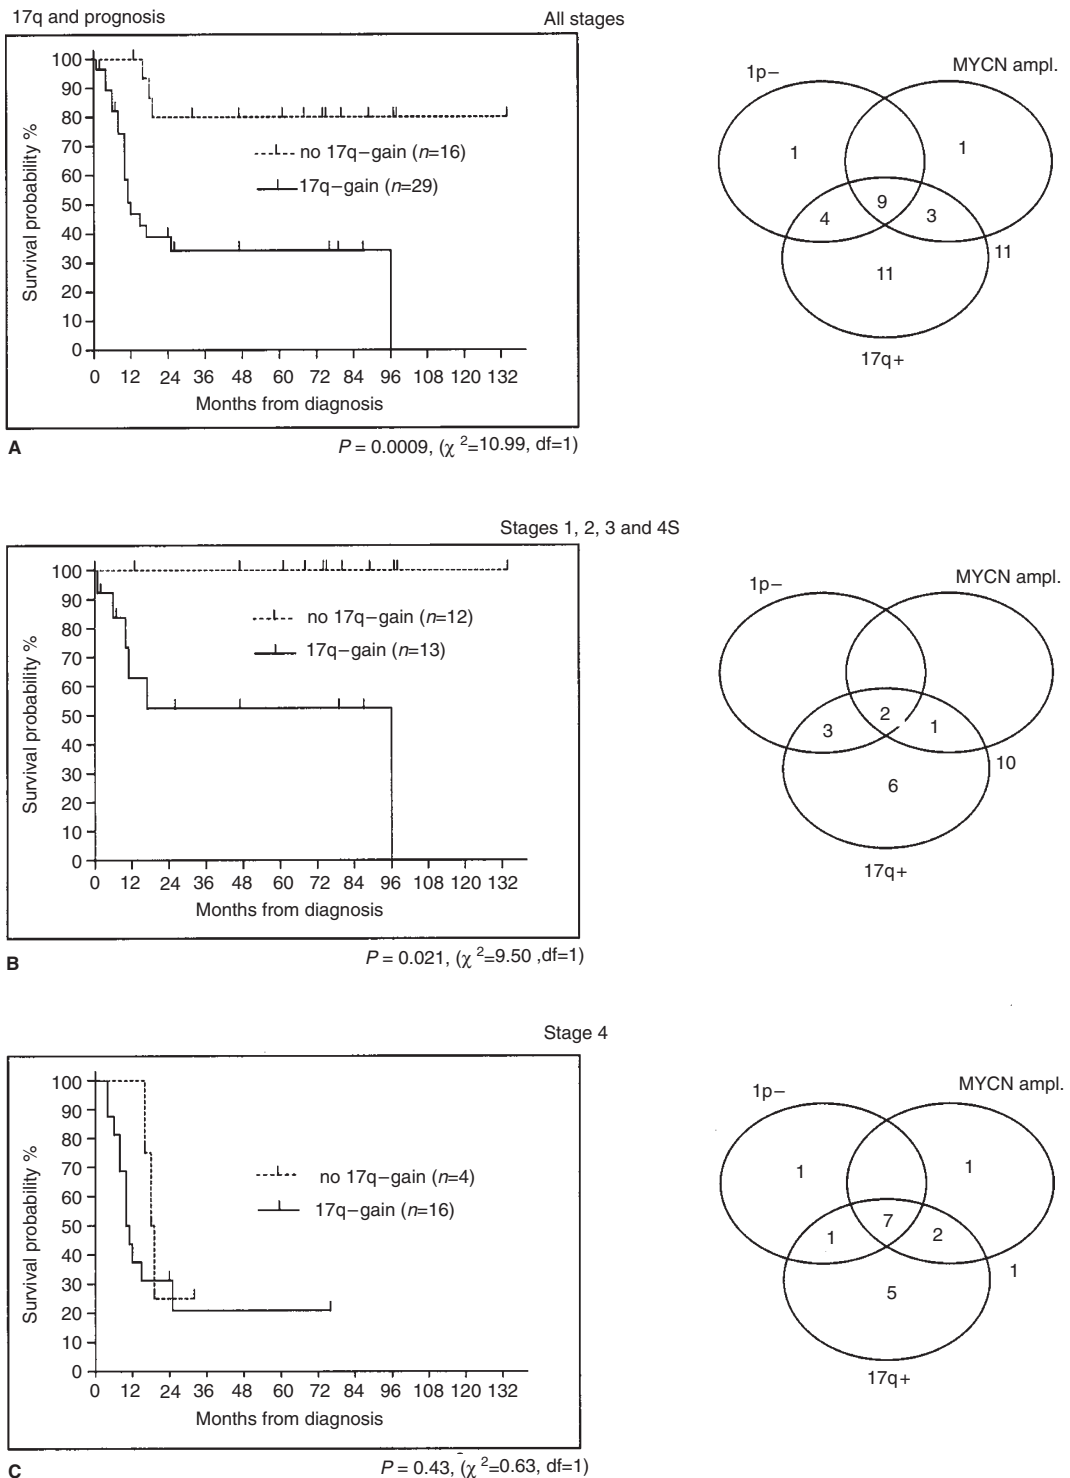 17q and prognosis
All stages
Survival probability %
100
90
80
70
60
50
40
30
20
10
0
no 17q−gain (n=16)
17q−gain (n=29)
0 12 24 36 48 60 72 84 96 108 120 132
Months from diagnosis
A
P = 0.0009, (χ 2=10.99, df=1)
1p−
MYCN ampl.
1
1
4
9
3
11
11
17q+
Stages 1, 2, 3 and 4S
Survival probability %
100
90
80
70
60
50
40
30
20
10
0
no 17q−gain (n=12)
17q−gain (n=13)
0 12 24 36 48 60 72 84 96 108 120 132
Months from diagnosis
B
P = 0.021, (χ 2=9.50 ,df=1)
1p−
MYCN ampl.
3
2
1
10
6
17q+
Stage 4
Survival probability %
100
90
80
70
60
50
40
30
20
10
0
no 17q−gain (n=4)
17q−gain (n=16)
0 12 24 36 48 60 72 84 96 108 120 132
Months from diagnosis
C
P = 0.43, (χ 2=0.63, df=1)
1p−
MYCN ampl.
1
1
1
7
2
1
5
17q+